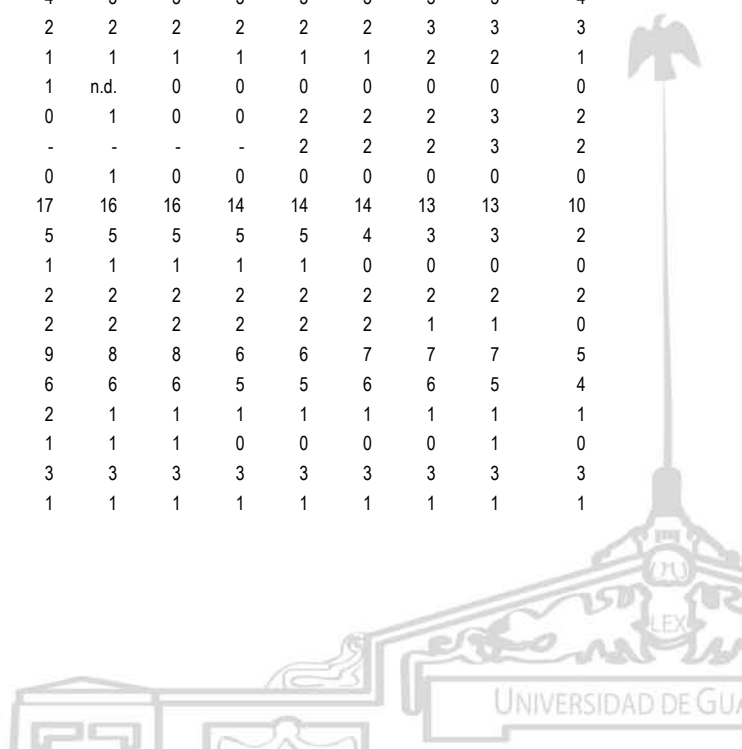 2 2 2 2 2 2 3 3 3
1 1 1 1 1 1 2 2 1
1 n.d. 0 0 0 0 0 0 0
0 1 0 0 2 2 2 3 2
- - - - 2 2 2 3 2
0 1 0 0 0 0 0 0 0
17 16 16 14 14 14 13 13 10
5 5 5 5 5 4 3 3 2
1 1 1 1 1 0 0 0 0
2 2 2 2 2 2 2 2 2
2 2 2 2 2 2 1 1 0
9 8 8 6 6 7 7 7 5
6 6 6 5 5 6 6 5 4
2 1 1 1 1 1 1 1 1
1 1 1 0 0 0 0 1 0
3 3 3 3 3 3 3 3 3
1 1 1 1 1 1 1 1 1
LEX
UNIVERSIDAD DE GUA